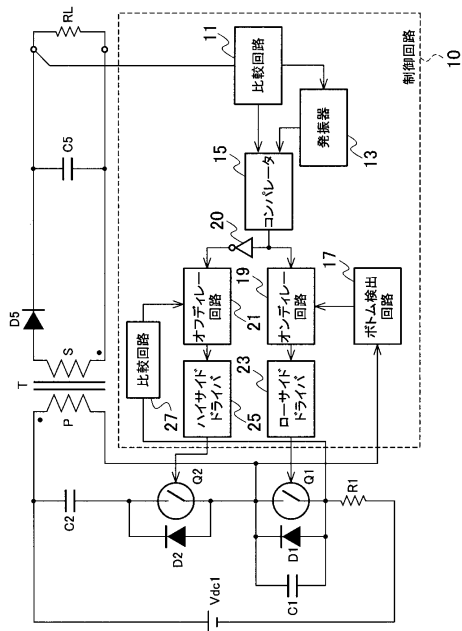 Vdc1
C2
D2
Q2
C1
D1
Q1
R1
T
P
S
D5
C5
RL
制御回路
10
比較回路
11
発振器
13
コンパレータ
15
20
オフディレー
回路
21
オンディレー
回路
19
ボトム検出
回路
17
比較回路
27
ハイサイド
ドライバ
25
ローサイド
ドライバ
23